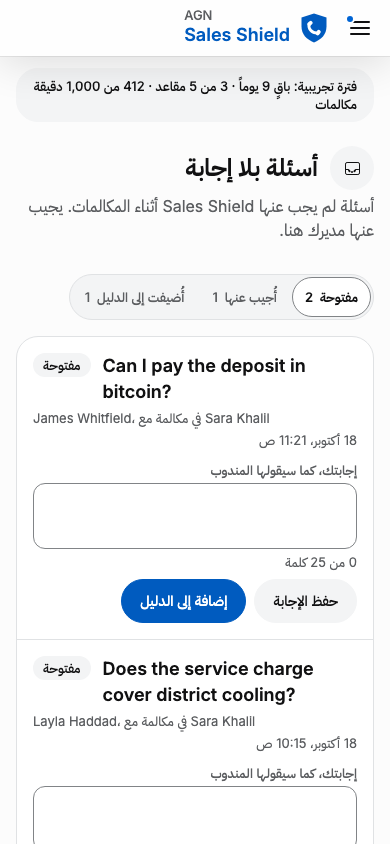 AGN
Sales Shield
فترة تجريبية: باقٍ 9 يوماً · 3 من 5 مقاعد · 412 من 1,000 دقيقة
مكالمات
أسئلة بلا إجابة
أسئلة لم يجب عنها Sales Shield أثناء المكالمات. يجيب
عنها مديرك هنا.
مفتوحة 2
أُجيب عنها 1
أُضيفت إلى الدليل 1
Can I pay the deposit in
bitcoin?
مفتوحة
James Whitfield، في مكالمة مع Sara Khalil
18 أكتوبر، 11:21 ص
إجابتك، كما سيقولها المندوب
0 من 25 كلمة
حفظ الإجابة
إضافة إلى الدليل
Does the service charge
cover district cooling?
مفتوحة
Layla Haddad، في مكالمة مع Sara Khalil
18 أكتوبر، 10:15 ص
إجابتك، كما سيقولها المندوب